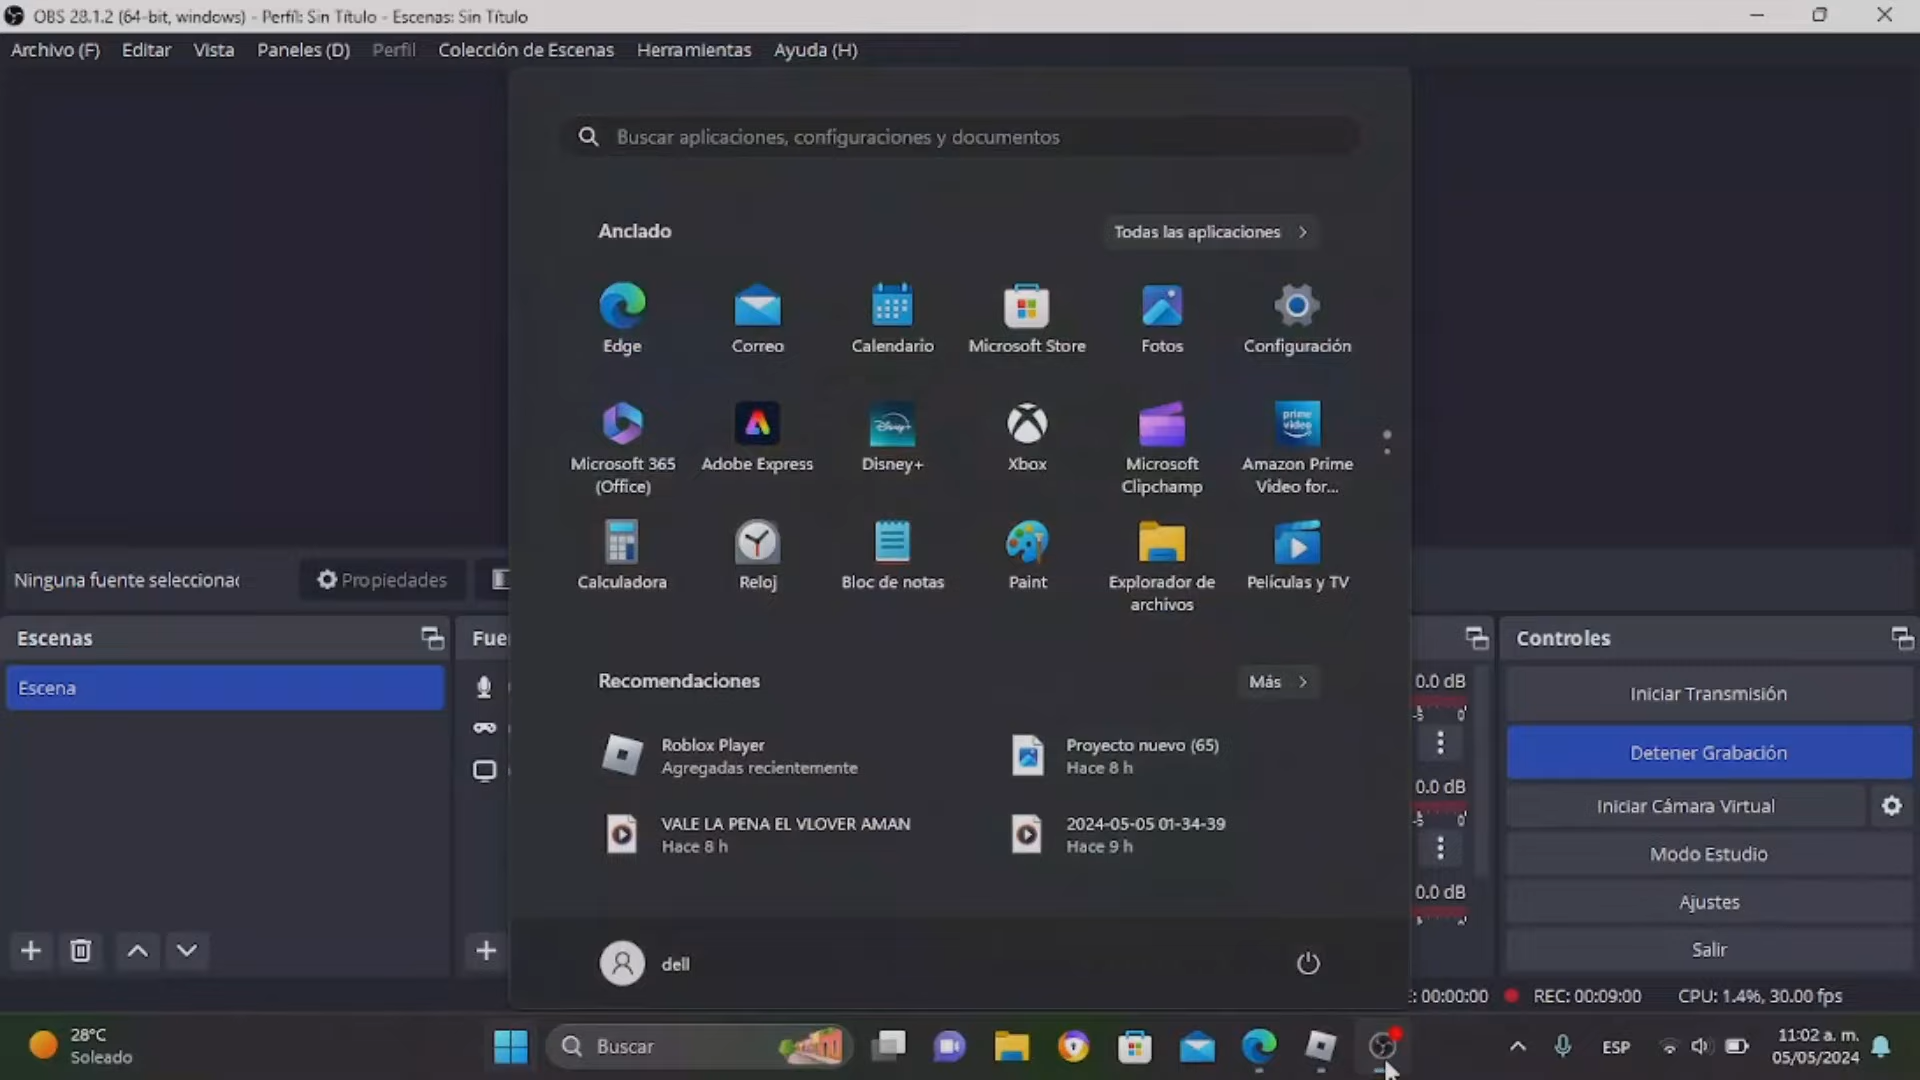 OBS 28.1.2 (64-bit, windows) - Perfil: Sin Título - Escenas: Sin Título
Archivo (F) Editar Vista Paneles (D) Perfil Colección de Escenas Herramientas Ayuda (H)
Buscar aplicaciones, configuraciones y documentos
Anclado
Todas las aplicaciones
Edge
Correo
Calendario
Microsoft Store
Fotos
Configuración
Microsoft 365
(Office)
Adobe Express
Disney+
Xbox
Microsoft
Clipchamp
prime
video
Amazon Prime
Video for...
Calculadora
Reloj
Bloc de notas
Paint
Explorador de
archivos
Películas y TV
Recomendaciones
Más
Roblox Player
Agregadas recientemente
Proyecto nuevo (65)
Hace 8 h
VALE LA PENA EL VLOVER AMAN
Hace 8 h
2024-05-05 01-34-39
Hace 9 h
dell
Ninguna fuente seleccionac
Propiedades
Escenas
Escena
Fue
0.0 dB
-5 0
0.0 dB
-5 0
0.0 dB
Controles
Iniciar Transmisión
Detener Grabación
Iniciar Cámara Virtual
Modo Estudio
Ajustes
Salir
: 00:00:00 REC: 00:09:00 CPU: 1.4%, 30.00 fps
28°C
Soleado
Buscar
ESP
11:02 a. m.
05/05/2024